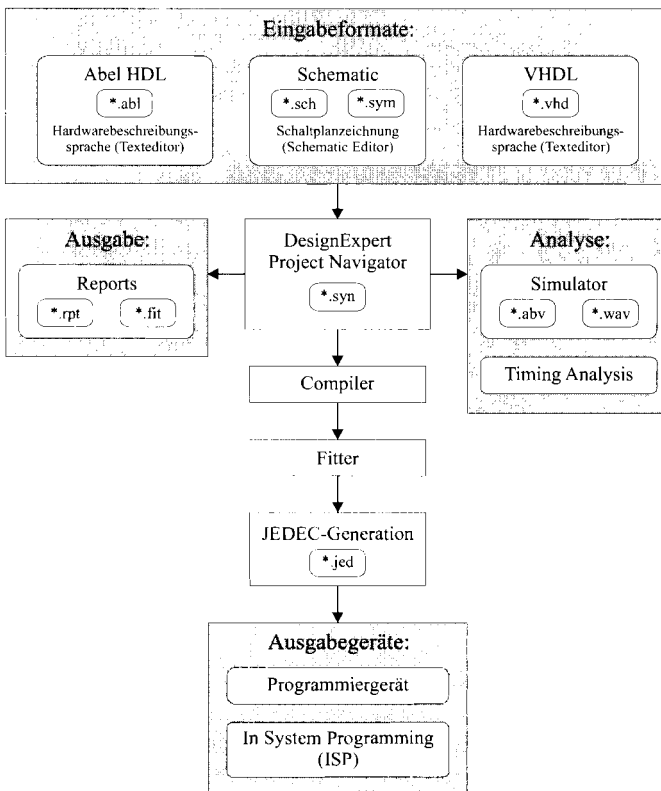 Eingabeformate:
Abel HDL
*.abl
Hardwarebeschreibungs-
sprache (Texteditor)
Schematic
*.sch *.sym
Schaltplanzeichnung
(Schematic Editor)
VHDL
*.vhd
Hardwarebeschreibungs-
sprache (Texteditor)
Ausgabe:
Reports
*.rpt *.fit
DesignExpert
Project Navigator
*.syn
Analyse:
Simulator
*.abv *.wav
Timing Analysis
Compiler
Fitter
JEDEC-Generation
*.jed
Ausgabegeräte:
Programmiergerät
In System Programming
(ISP)